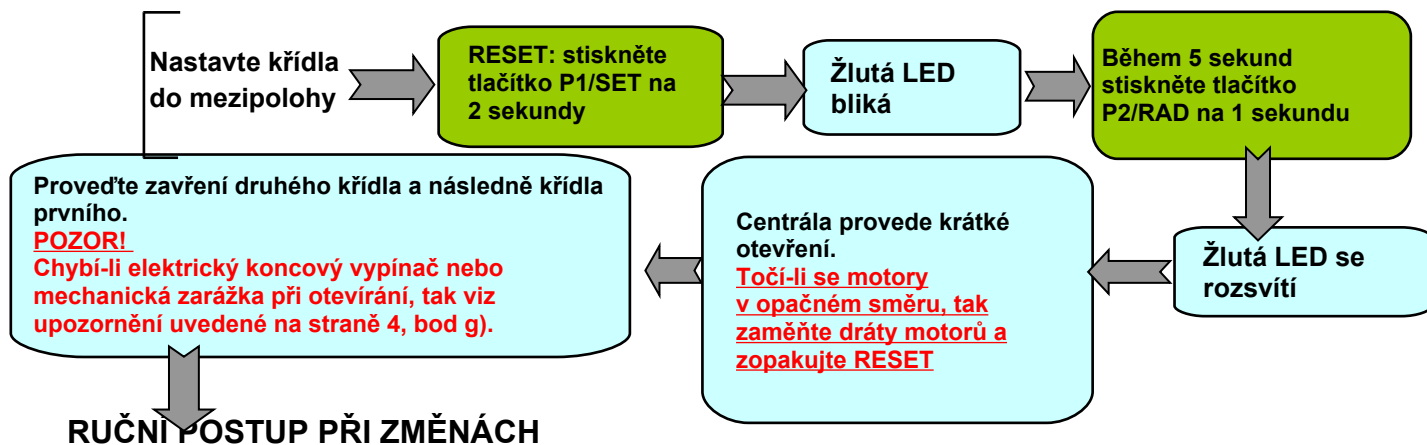 Nastavte křídla
do mezipolohy
RESET: stiskněte
tlačítko P1/SET na
2 sekundy
Žlutá LED
bliká
Během 5 sekund
stiskněte tlačítko
P2/RAD na 1 sekundu
Žlutá LED se
rozsvítí
Centrála provede krátké
otevření.
Točí-li se motory
v opačném směru, tak
zaměňte dráty motorů a
zopakujte RESET
Proveďte zavření druhého křídla a následně křídla
prvního.
POZOR!
Chybí-li elektrický koncový vypínač nebo
mechanická zarážka při otevírání, tak viz
upozornění uvedené na straně 4, bod g).
RUČNÍ POSTUP PŘI ZMĚNÁCH